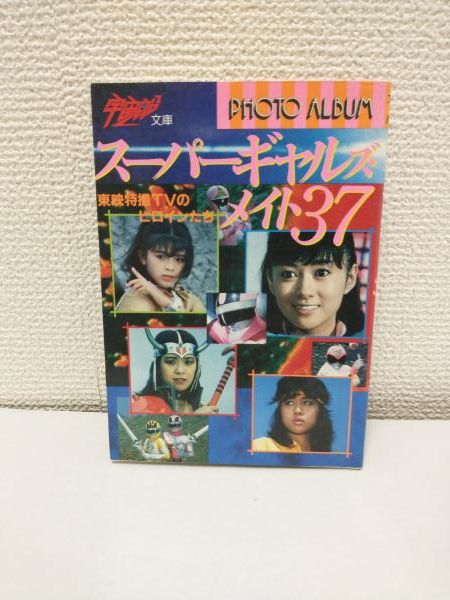 宇宙船
文庫
PHOTO ALBUM
スーパーギャルズ・
メイト37
東映特撮TVの
ヒロインたち